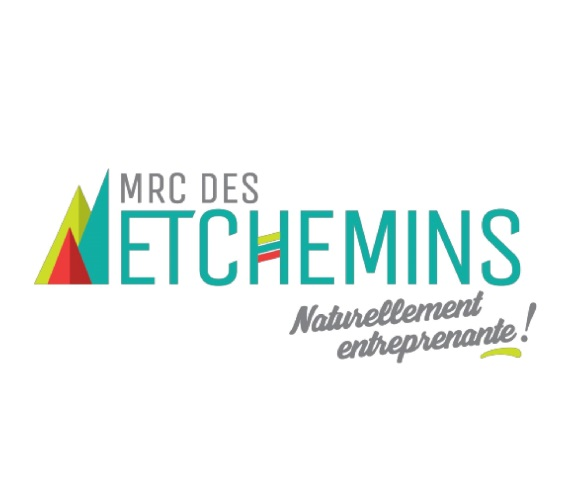 MRC DES
ETCHEMINS
Naturellement
entreprenante!